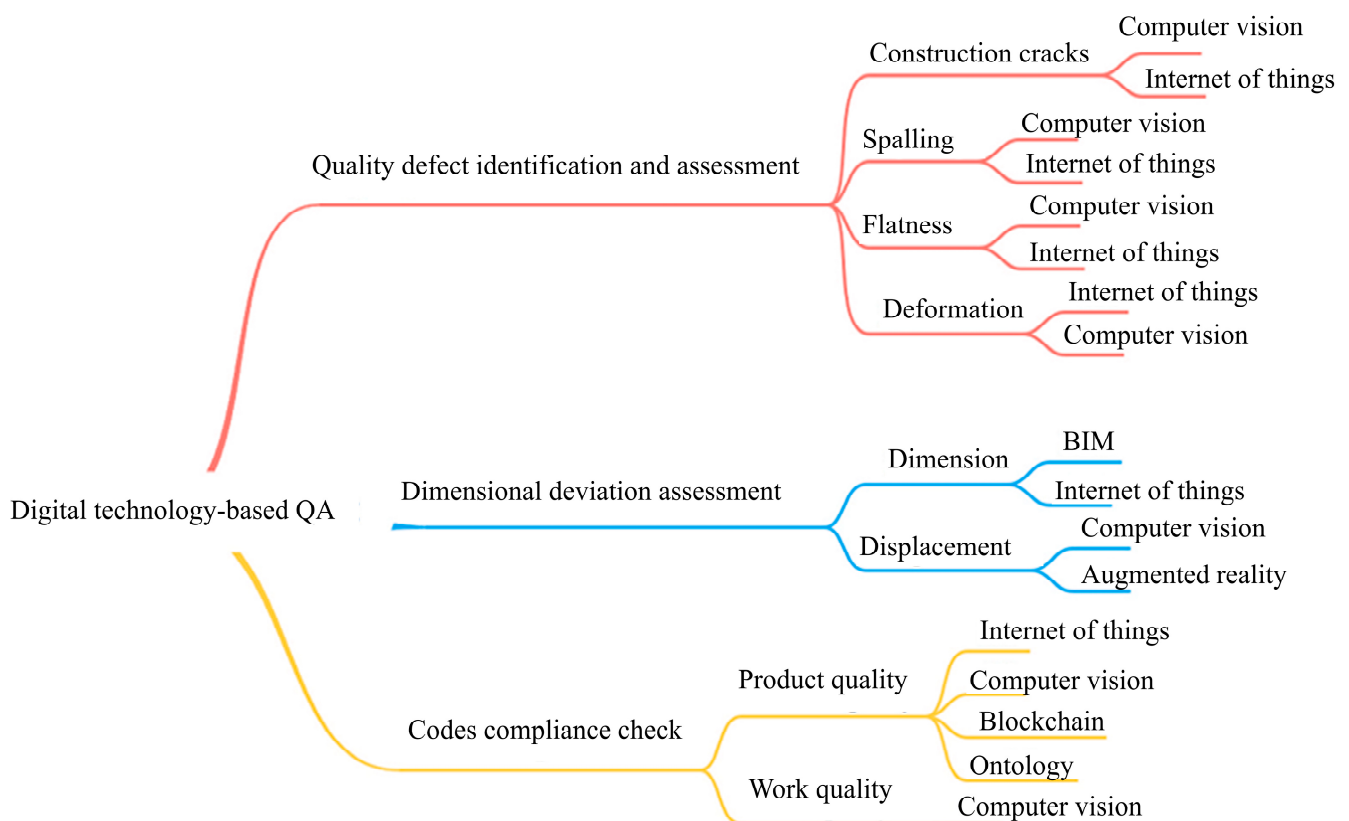 Computer vision
Construction cracks
Internet of things
Computer vision
Spalling
Internet of things
Quality defect identification and assessment
Computer vision
Flatness
Internet of things
Internet of things
Deformation
Computer vision
BIM
Dimension
Internet of things
Dimensional deviation assessment
Digital technology-based QA
Computer vision
Displacement
Augmented reality
Internet of things
Product quality
Computer vision
Blockchain
Codes compliance check
Ontology
Work quality
Computer vision